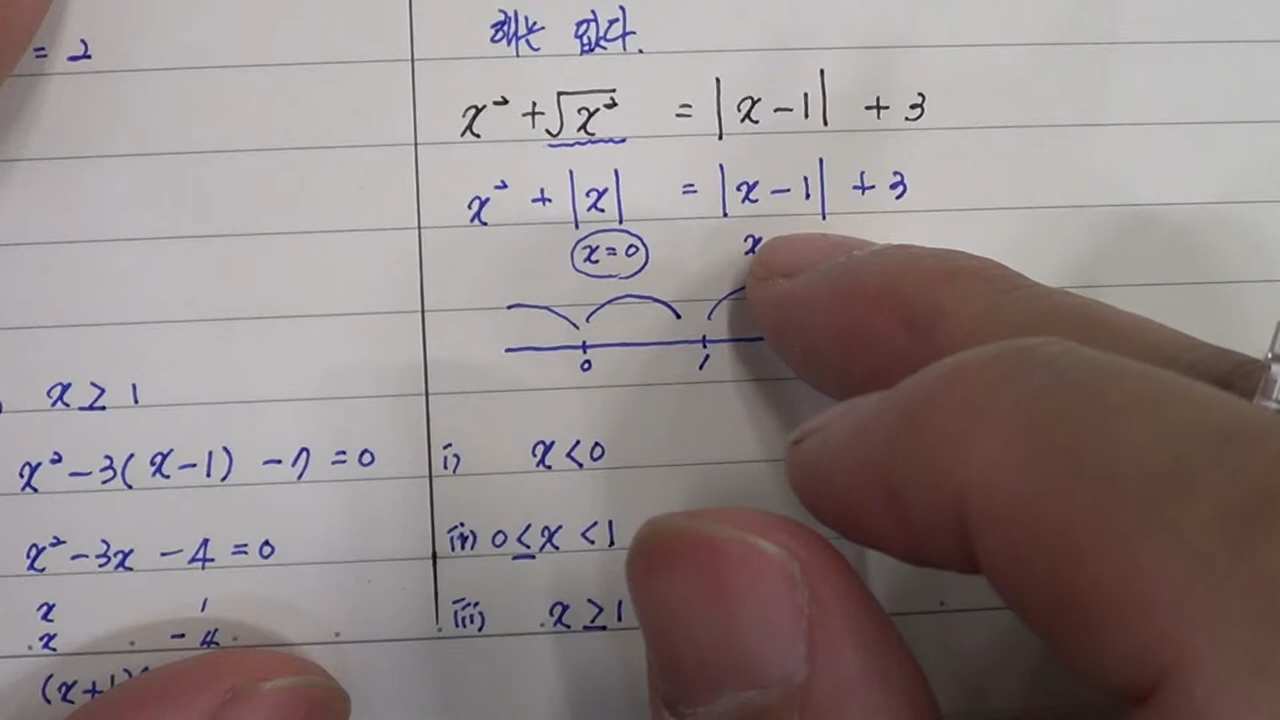 = 2
x ≥ 1
x² - 3(x-1) - 7 = 0
x² - 3x - 4 = 0
x 1
x - 4
(x+1)
해는 없다.
x² + √x² = |x-1| + 3
x² + |x| = |x-1| + 3
x=0 x
0 1
i) x<0
ii) 0≤x<1
iii) x≥1